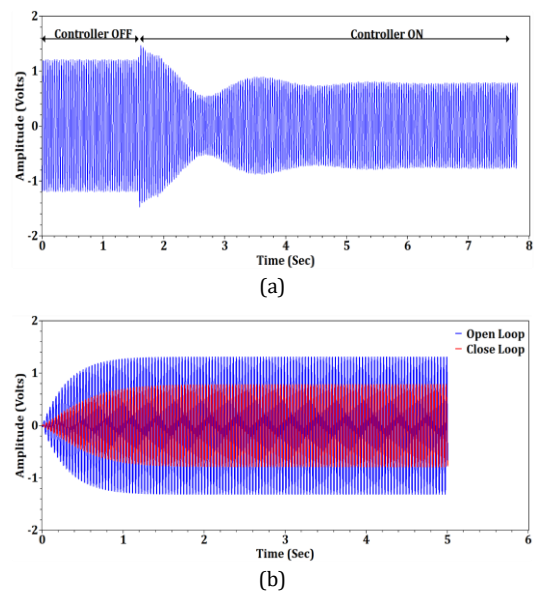 Controller OFF
Controller ON
Amplitude (Volts)
2
1
0
-1
-2
0 1 2 3 4 5 6 7 8
Time (Sec)
(a)
Open Loop
Close Loop
Amplitude (Volts)
2
1
0
-1
-2
0 1 2 3 4 5 6
Time (Sec)
(b)